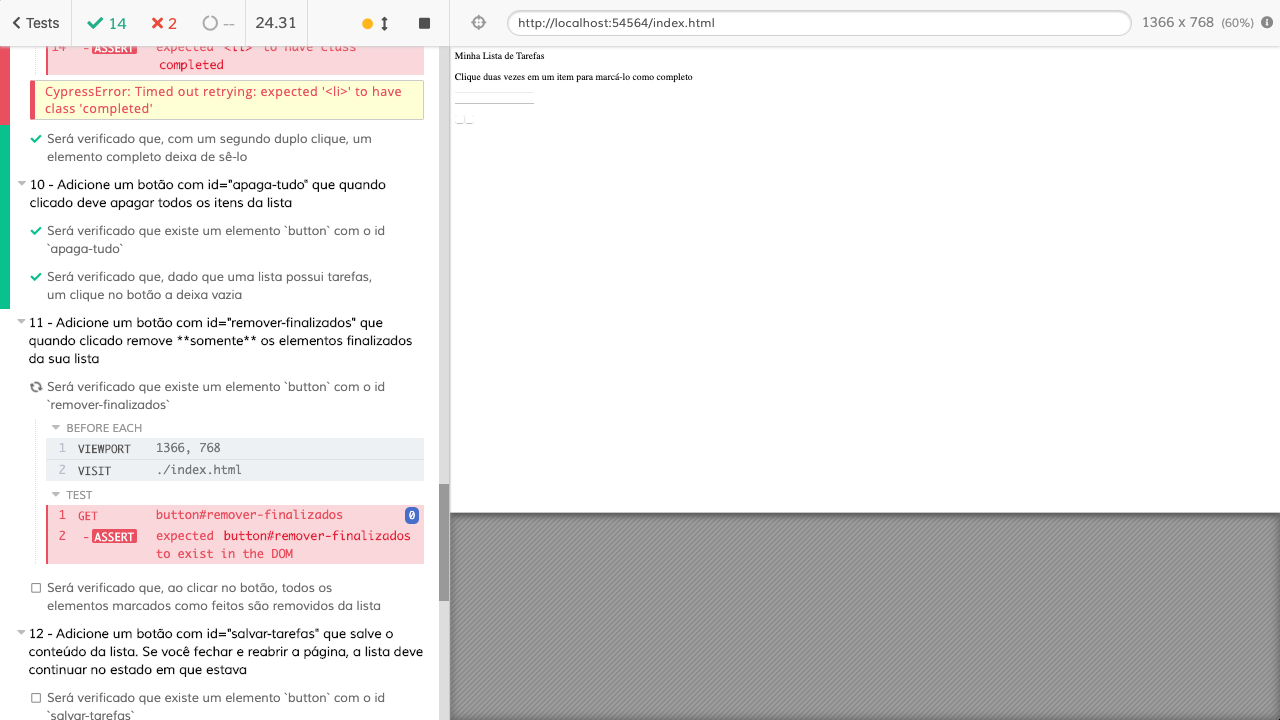 Tests
14
2
--
24.31
http://localhost:54564/index.html
1366 x 768 (60%)
14 -ASSERT expected <li> to have class
completed
CypressError: Timed out retrying: expected '<li>' to have
class 'completed'
Será verificado que, com um segundo duplo clique, um
elemento completo deixa de sê-lo
10 - Adicione um botão com id="apaga-tudo" que quando
clicado deve apagar todos os itens da lista
Será verificado que existe um elemento `button` com o id
`apaga-tudo`
Será verificado que, dado que uma lista possui tarefas,
um clique no botão a deixa vazia
11 - Adicione um botão com id="remover-finalizados" que
quando clicado remove **somente** os elementos finalizados
da sua lista
Será verificado que existe um elemento `button` com o id
`remover-finalizados`
BEFORE EACH
1 VIEWPORT 1366, 768
2 VISIT ./index.html
TEST
1 GET button#remover-finalizados 0
2 -ASSERT expected button#remover-finalizados
to exist in the DOM
Será verificado que, ao clicar no botão, todos os
elementos marcados como feitos são removidos da lista
12 - Adicione um botão com id="salvar-tarefas" que salve o
conteúdo da lista. Se você fechar e reabrir a página, a lista deve
continuar no estado em que estava
Será verificado que existe um elemento `button` com o id
`salvar-tarefas`
Minha Lista de Tarefas
Clique duas vezes em um item para marcá-lo como completo